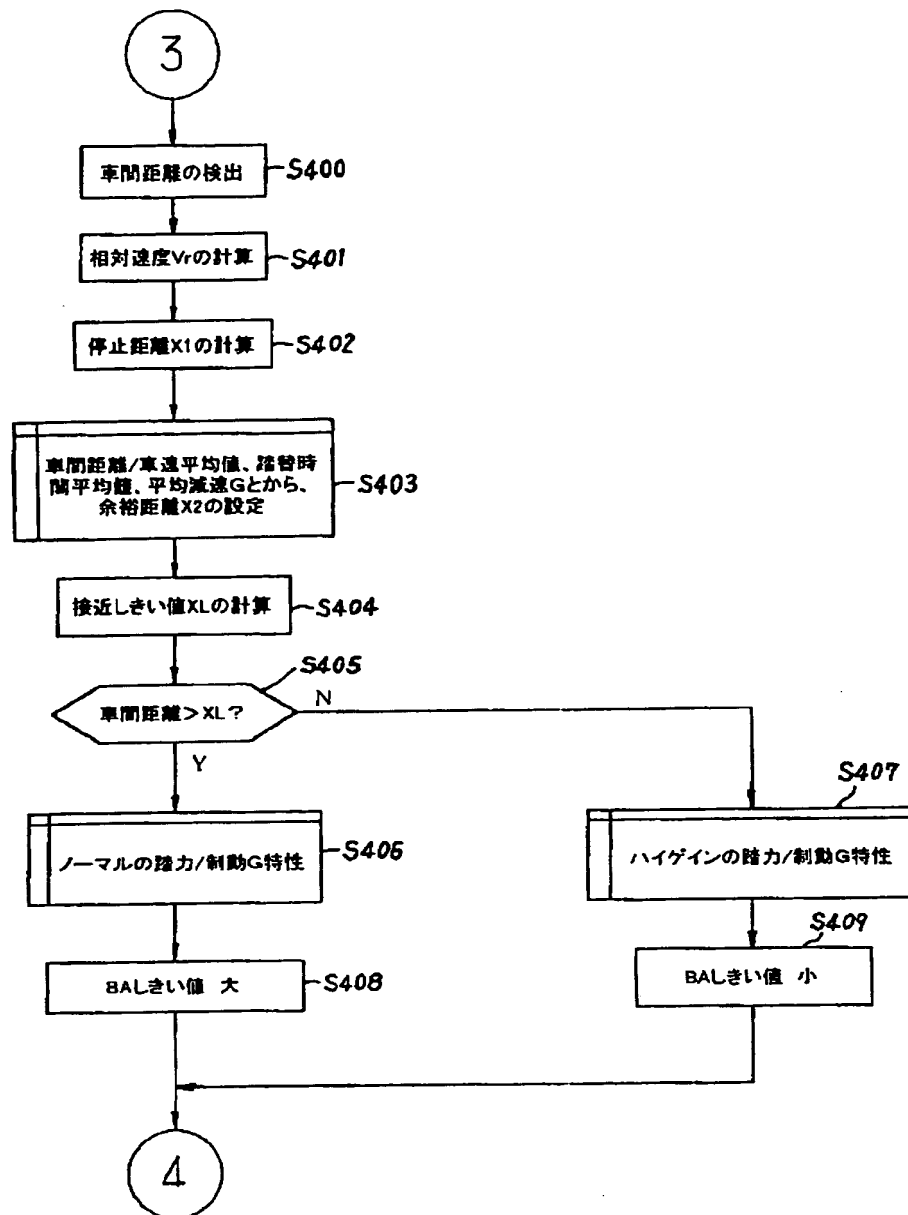 3
車間距離の検出
S400
相対速度Vrの計算
S401
停止距離X1の計算
S402
車間距離/車速平均値、踏替時
間平均値、平均減速Gとから、
余裕距離X2の設定
S403
接近しきい値XLの計算
S404
S405
車間距離>XL?
N
Y
S407
ノーマルの踏力/制動G特性
S406
ハイゲインの踏力/制動G特性
S409
BAしきい値 大
S408
BAしきい値 小
4